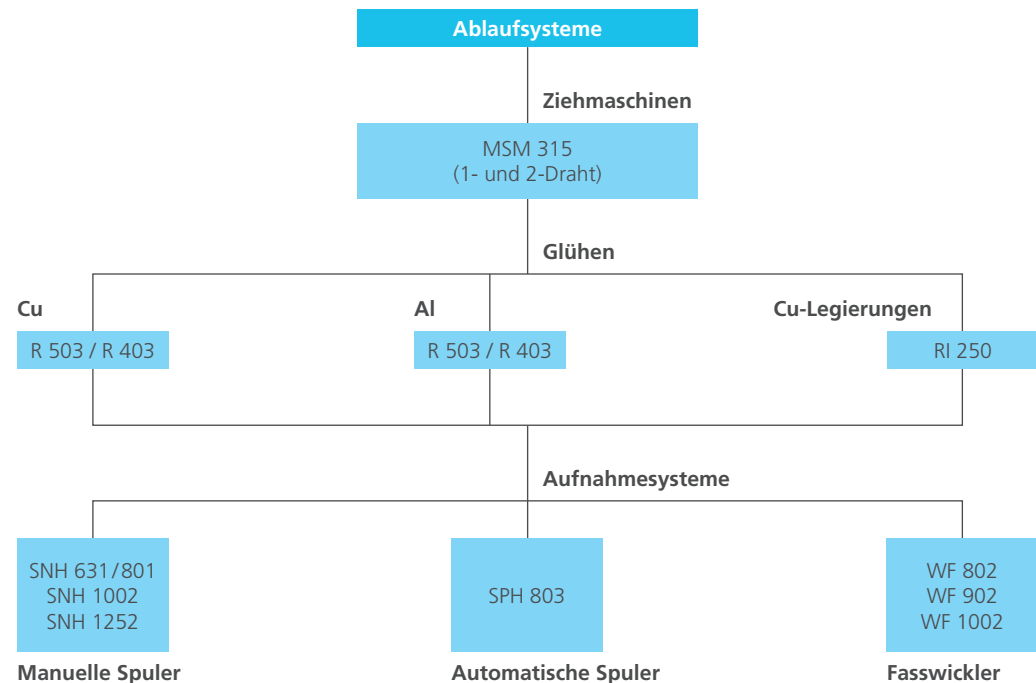 Ablaufsysteme
Ziehmaschinen
MSM 315
(1- und 2-Draht)
Glühen
Cu
Al
Cu-Legierungen
R 503 / R 403
R 503 / R 403
RI 250
Aufnahmesysteme
SNH 631/801
SNH 1002
SNH 1252
SPH 803
WF 802
WF 902
WF 1002
Manuelle Spuler
Automatische Spuler
Fasswickler